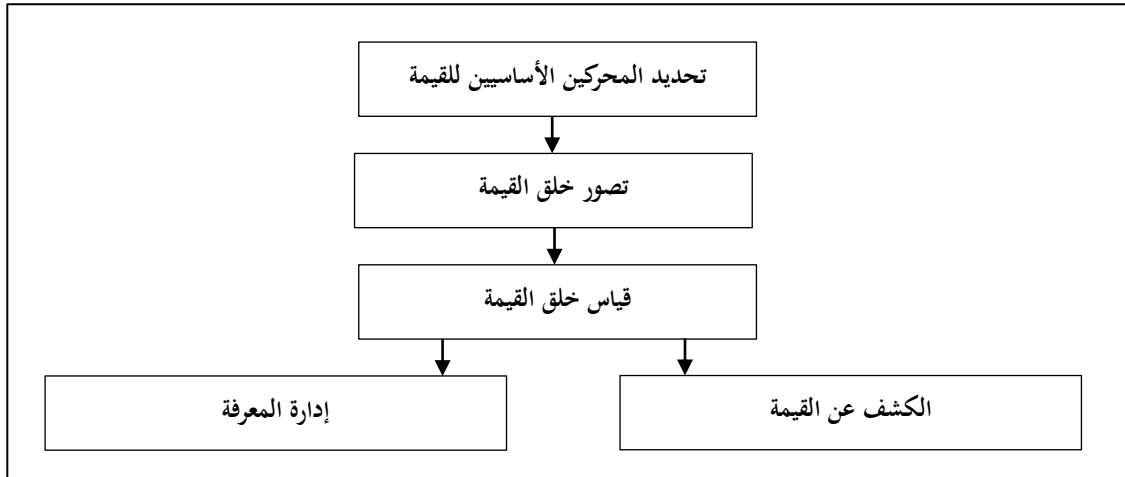 تحديد المحركين الأساسيين للقيمة
تصور خلق القيمة
قياس خلق القيمة
الكشف عن القيمة
إدارة المعرفة